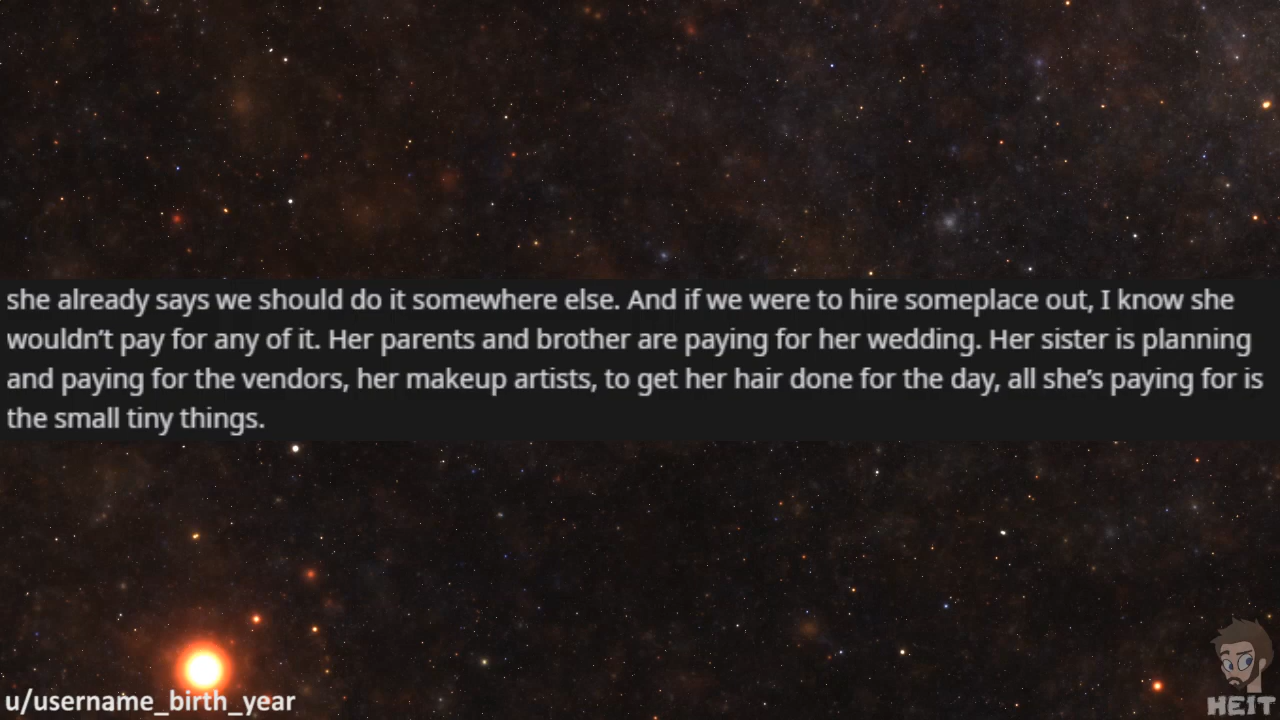 she already says we should do it somewhere else. And if we were to hire someplace out, I know she
wouldn’t pay for any of it. Her parents and brother are paying for her wedding. Her sister is planning
and paying for the vendors, her makeup artists, to get her hair done for the day, all she’s paying for is
the small tiny things.
u/username_birth_year
HEIT